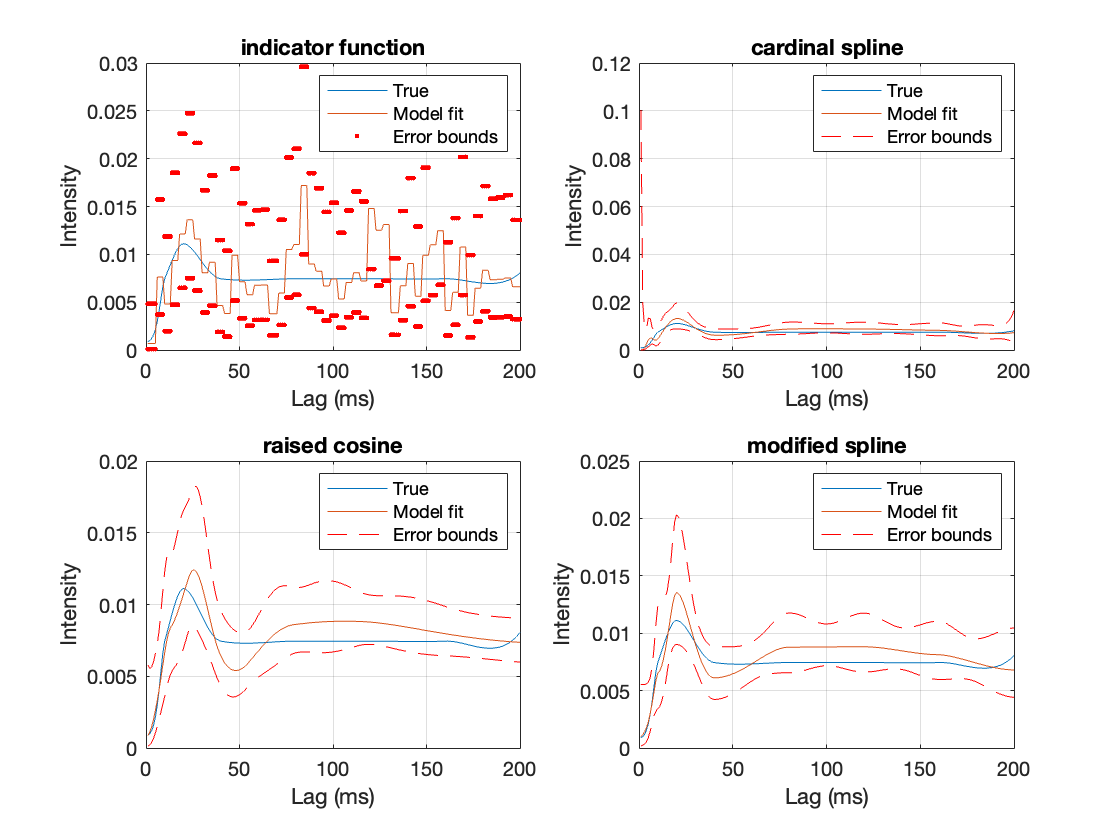 indicator function
0.03
0.025
0.02
0.015
0.01
0.005
0
Intensity
0 50 100 150 200
Lag (ms)
True
Model fit
Error bounds
cardinal spline
0.12
0.1
0.08
0.06
0.04
0.02
0
Intensity
0 50 100 150 200
Lag (ms)
True
Model fit
Error bounds
raised cosine
0.02
0.015
0.01
0.005
0
Intensity
0 50 100 150 200
Lag (ms)
True
Model fit
Error bounds
modified spline
0.025
0.02
0.015
0.01
0.005
0
Intensity
0 50 100 150 200
Lag (ms)
True
Model fit
Error bounds